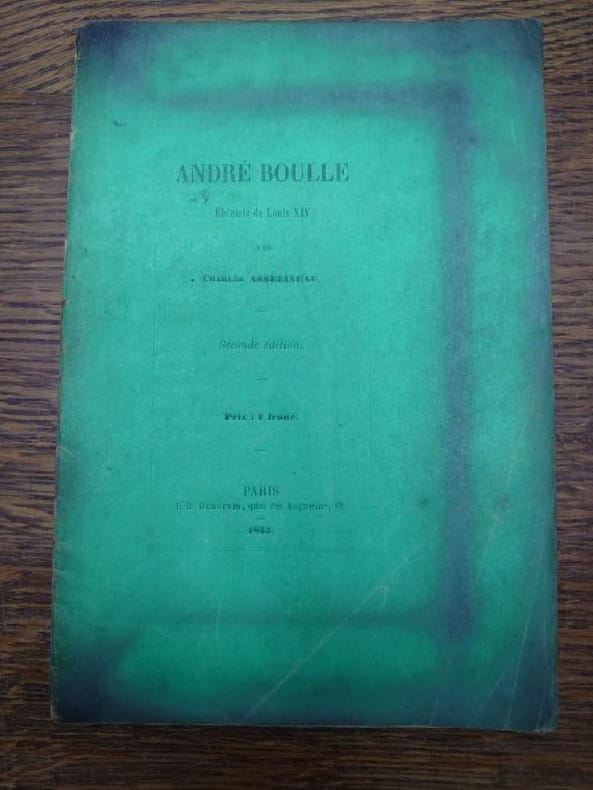 ANDRÉ BOULLE
28
Ébéniste de Louis XIV
PAR
CHARLES ASSELINEAU.
Seconde édition.
Prix : 1 franc.
PARIS
J. B. DUMOULIN, quai des Augustins, 13
1855.